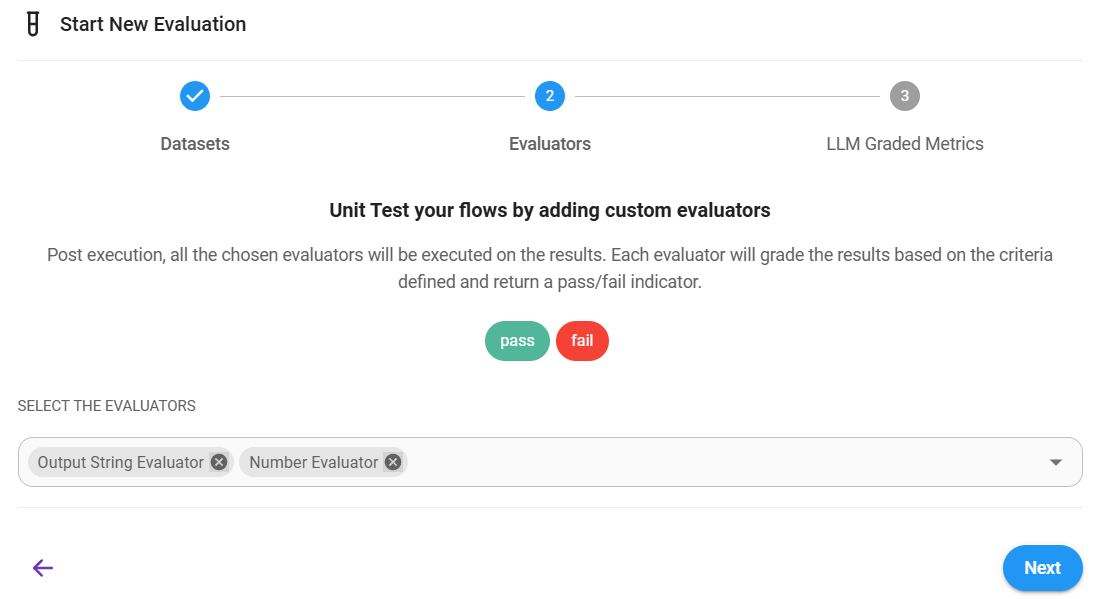 Start New Evaluation
2
3
Datasets
Evaluators
LLM Graded Metrics
Unit Test your flows by adding custom evaluators
Post execution, all the chosen evaluators will be executed on the results. Each evaluator will grade the results based on the criteria
defined and return a pass/fail indicator.
pass fail
SELECT THE EVALUATORS
Output String Evaluator Number Evaluator
Next